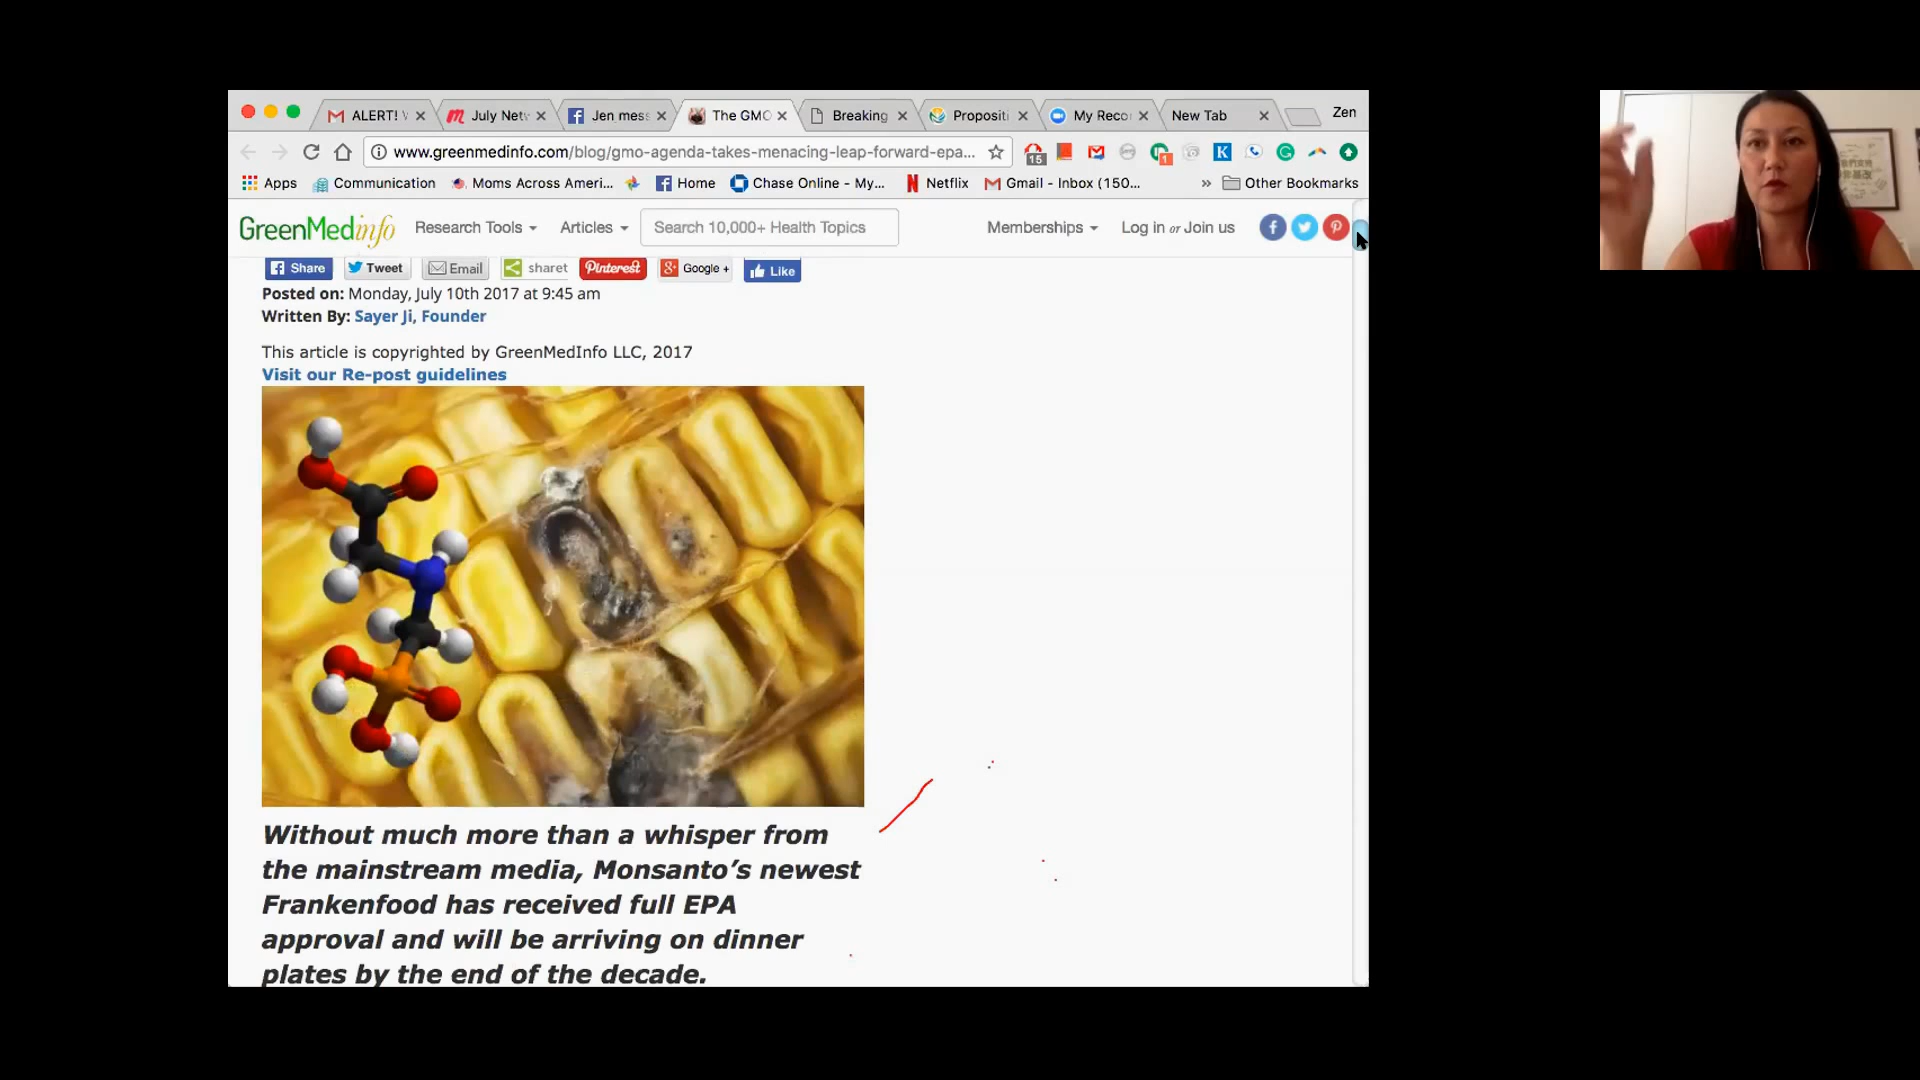 ALERT!
July Net
Jen mess
The GMO
Breaking
Propositi
My Reco
New Tab
Zen
www.greenmedinfo.com/blog/gmo-agenda-takes-menacing-leap-forward-epa...
15
1
K
Apps
Communication
Moms Across Ameri...
Home
Chase Online - My...
Netflix
Gmail - Inbox (150...
»
Other Bookmarks
GreenMedinfo
Research Tools
Articles
Search 10,000+ Health Topics
Memberships
Log in or Join us
Share
Tweet
Email
sharet
Pinterest
Google +
Like
Posted on: Monday, July 10th 2017 at 9:45 am
Written By: Sayer Ji, Founder
This article is copyrighted by GreenMedInfo LLC, 2017
Visit our Re-post guidelines
Without much more than a whisper from
the mainstream media, Monsanto’s newest
Frankenfood has received full EPA
approval and will be arriving on dinner
plates by the end of the decade.